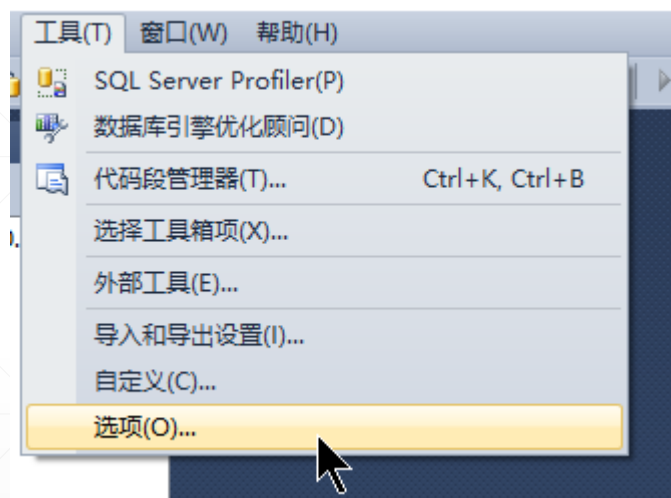 工具(T) 窗口(W) 帮助(H)
SQL Server Profiler(P)
数据库引擎优化顾问(D)
代码段管理器(T)... Ctrl+K, Ctrl+B
选择工具箱项(X)...
外部工具(E)...
导入和导出设置(I)...
自定义(C)...
选项(O)...